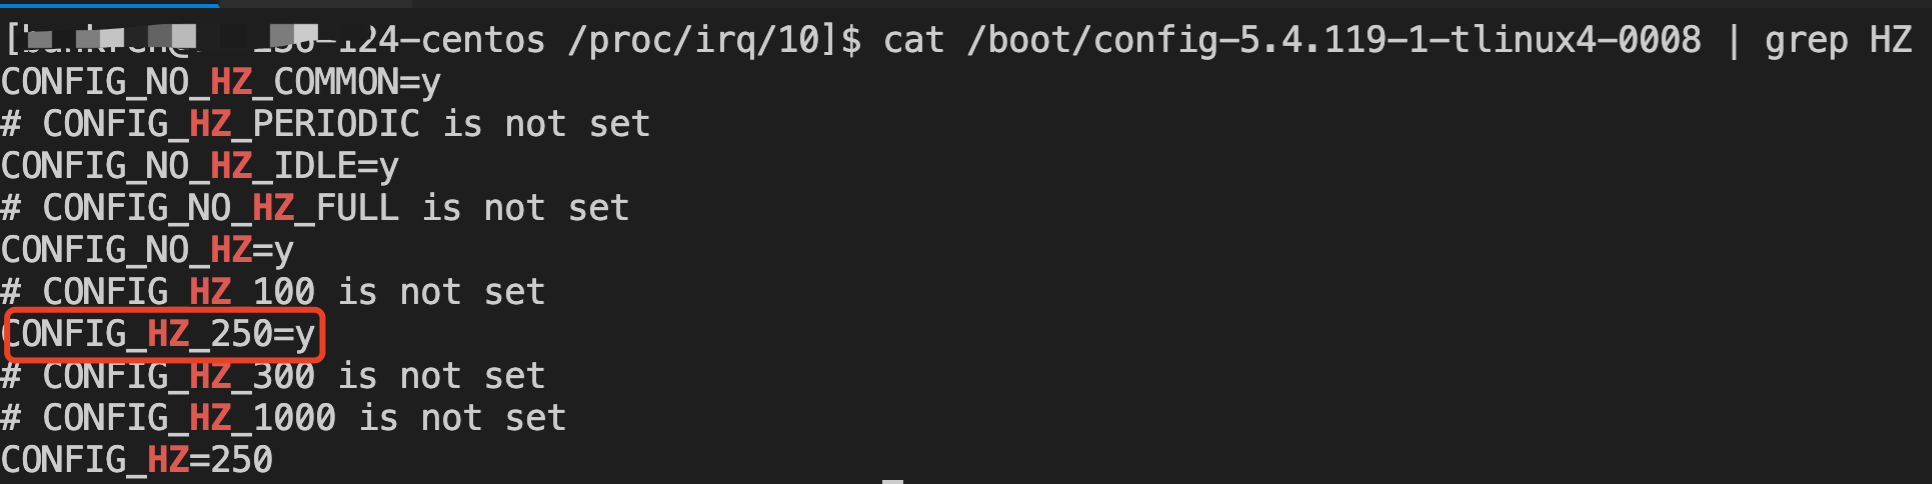 124-centos /proc/irq/10]$ cat /boot/config-5.4.119-1-tlinux4-0008 | grep HZ
CONFIG_NO_HZ_COMMON=y
# CONFIG_HZ_PERIODIC is not set
CONFIG_NO_HZ_IDLE=y
# CONFIG_NO_HZ_FULL is not set
CONFIG_NO_HZ=y
# CONFIG_HZ_100 is not set
CONFIG_HZ_250=y
# CONFIG_HZ_300 is not set
# CONFIG_HZ_1000 is not set
CONFIG_HZ=250